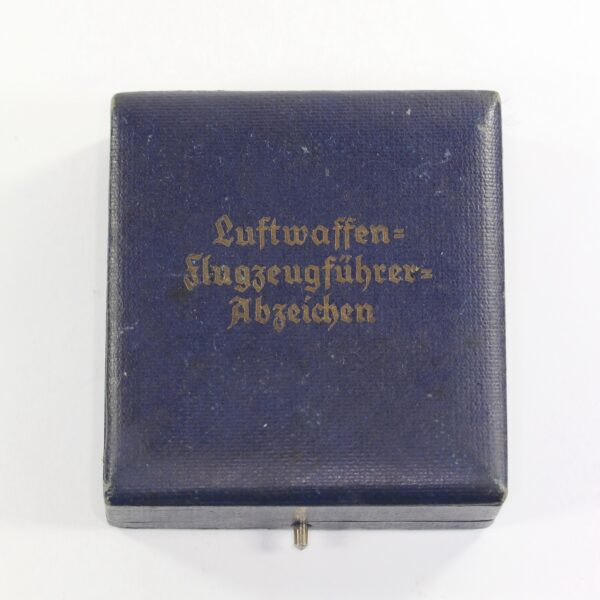 Luftwaffen=
Flugzeugführer=
Abzeichen